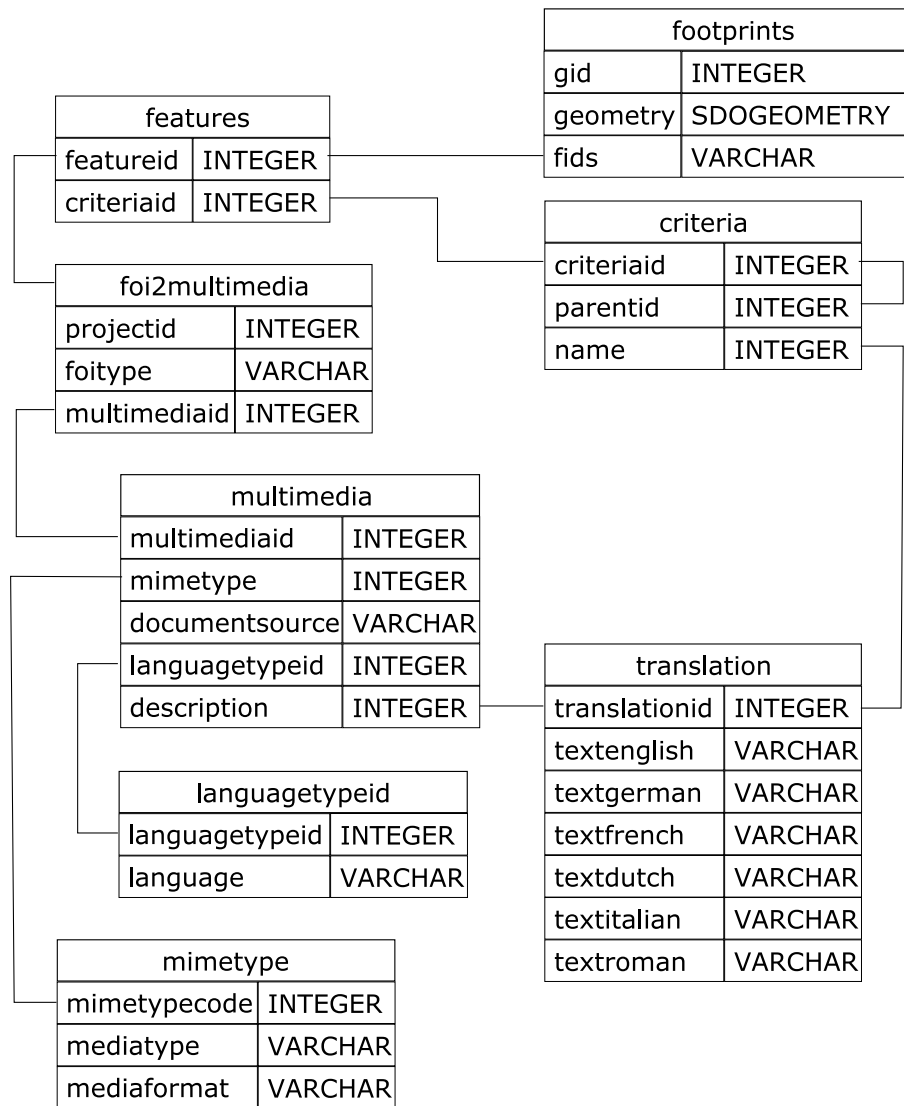 footprints
gid INTEGER
geometry SDOGEOMETRY
fids VARCHAR
features
featureid INTEGER
criteriaid INTEGER
criteria
criteriaid INTEGER
parentid INTEGER
name INTEGER
foi2multimedia
projectid INTEGER
foitype VARCHAR
multimediaid INTEGER
multimedia
multimediaid INTEGER
mimetype INTEGER
documentsource VARCHAR
languagetypeid INTEGER
description INTEGER
translation
translationid INTEGER
textenglish VARCHAR
textgerman VARCHAR
textfrench VARCHAR
textdutch VARCHAR
textitalian VARCHAR
textroman VARCHAR
languagetypeid
languagetypeid INTEGER
language VARCHAR
mimetype
mimetypecode INTEGER
mediatype VARCHAR
mediaformat VARCHAR